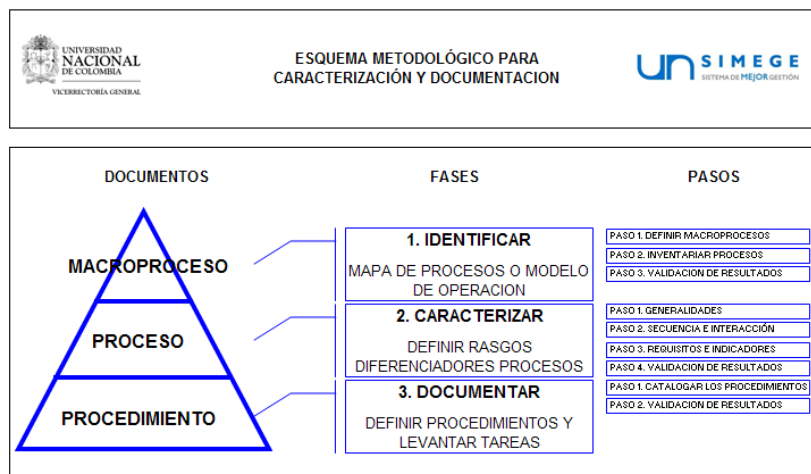 UNIVERSIDAD
NACIONAL
DE COLOMBIA
VICERRECTORÍA GENERAL
ESQUEMA METODOLÓGICO PARA
CARACTERIZACIÓN Y DOCUMENTACION
un SIMEGE
SISTEMA DE MEJOR GESTIÓN
DOCUMENTOS
FASES
PASOS
MACROPROCESO
1. IDENTIFICAR
MAPA DE PROCESOS O MODELO
DE OPERACION
PASO 1. DEFINIR MACROPROCESOS
PASO 2. INVENTARIAR PROCESOS
PASO 3. VALIDACION DE RESULTADOS
PROCESO
2. CARACTERIZAR
DEFINIR RASGOS
DIFERENCIADORES PROCESOS
PASO 1. GENERALIDADES
PASO 2. SECUENCIA E INTERACCIÓN
PASO 3. REQUISITOS E INDICADORES
PASO 4. VALIDACION DE RESULTADOS
PROCEDIMIENTO
3. DOCUMENTAR
DEFINIR PROCEDIMIENTOS Y
LEVANTAR TAREAS
PASO 1. CATALOGAR LOS PROCEDIMIENTOS
PASO 2. VALIDACION DE RESULTADOS